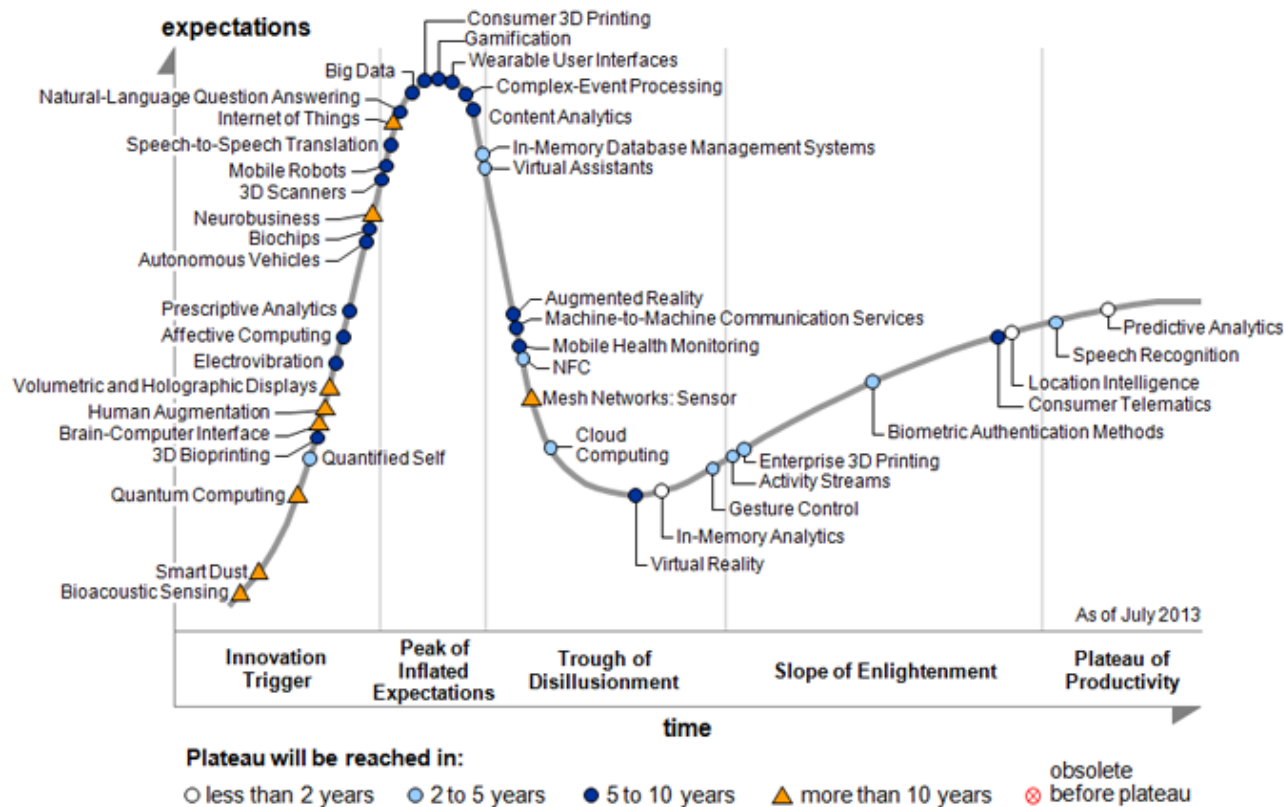 expectations
Consumer 3D Printing
Gamification
Wearable User Interfaces
Big Data
Complex-Event Processing
Natural-Language Question Answering
Internet of Things
Content Analytics
Speech-to-Speech Translation
In-Memory Database Management Systems
Mobile Robots
Virtual Assistants
3D Scanners
Neurobusiness
Biochips
Autonomous Vehicles
Augmented Reality
Prescriptive Analytics
Machine-to-Machine Communication Services
Predictive Analytics
Affective Computing
Mobile Health Monitoring
Speech Recognition
Electrovibration
NFC
Location Intelligence
Volumetric and Holographic Displays
Mesh Networks: Sensor
Consumer Telematics
Human Augmentation
Brain-Computer Interface
Cloud
Computing
Biometric Authentication Methods
3D Bioprinting
Quantified Self
Enterprise 3D Printing
Activity Streams
Quantum Computing
Gesture Control
In-Memory Analytics
Virtual Reality
Smart Dust
Bioacoustic Sensing
As of July 2013
Innovation
Trigger
Peak of
Inflated
Expectations
Trough of
Disillusionment
Slope of Enlightenment
Plateau of
Productivity
time
Plateau will be reached in:
less than 2 years
2 to 5 years
5 to 10 years
more than 10 years
obsolete
before plateau